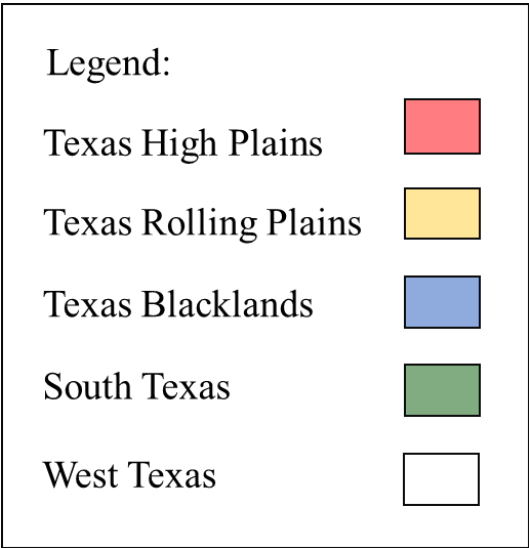 Legend:
Texas High Plains
Texas Rolling Plains
Texas Blacklands
South Texas
West Texas